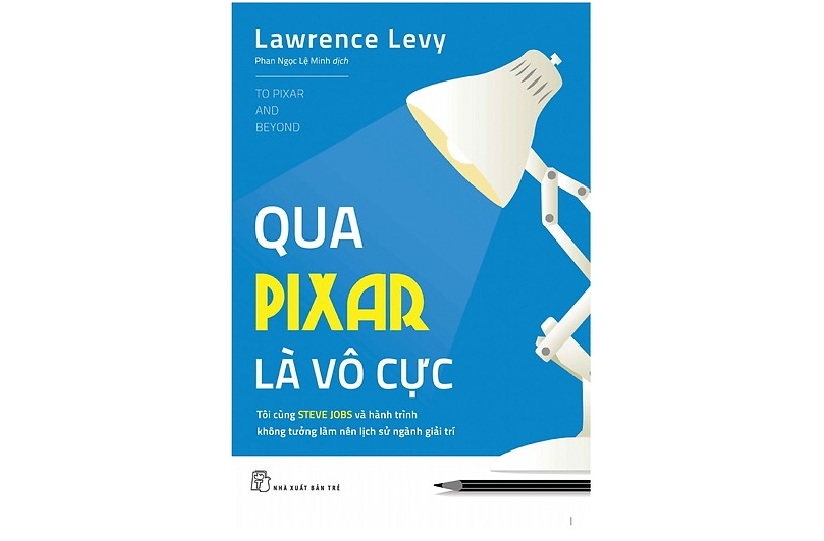 Lawrence Levy
Phan Ngọc Lệ Minh dịch
TO PIXAR
AND
BEYOND
QUA
PIXAR
LÀ VÔ CỰC
Tôi cùng STEVE JOBS và hành trình
không tưởng làm nên lịch sử ngành giải trí
NHÀ XUẤT BẢN TRẺ